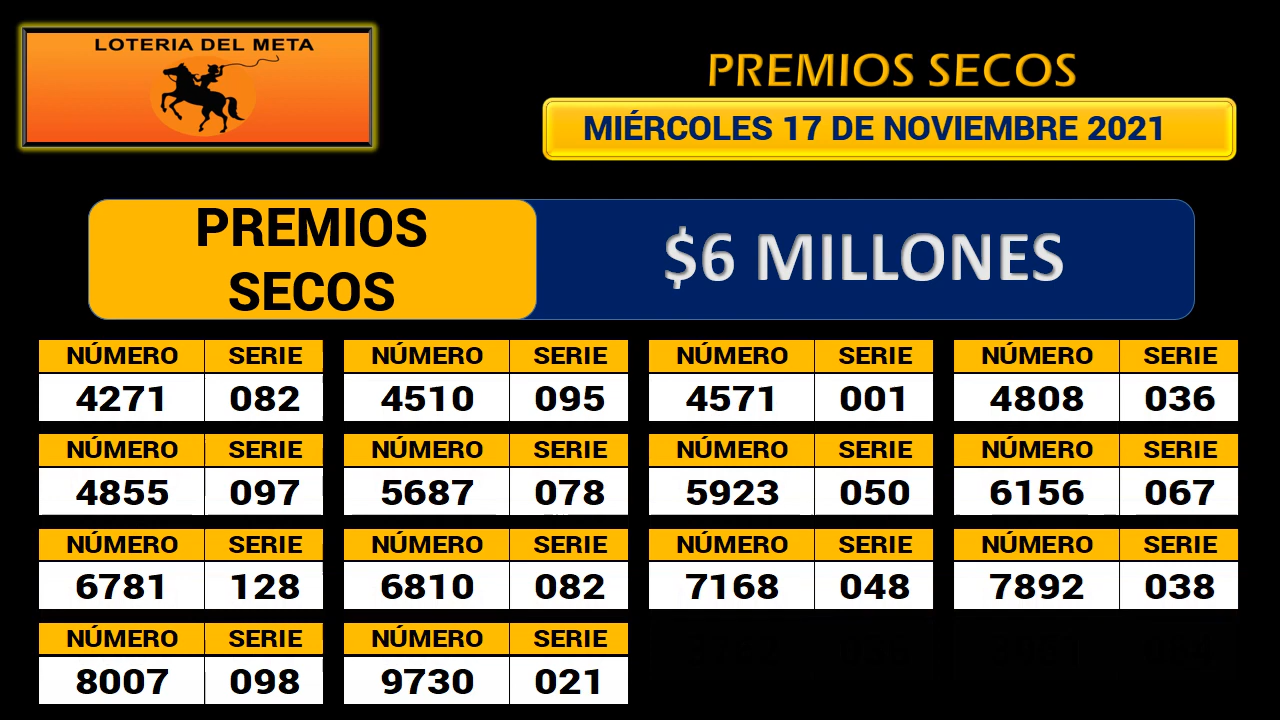 LOTERIA DEL META
PREMIOS SECOS
MIÉRCOLES 17 DE NOVIEMBRE 2021
PREMIOS
SECOS
$6 MILLONES
NÚMERO SERIE NÚMERO SERIE NÚMERO SERIE NÚMERO SERIE
4271 082 4510 095 4571 001 4808 036
NÚMERO SERIE NÚMERO SERIE NÚMERO SERIE NÚMERO SERIE
4855 097 5687 078 5923 050 6156 067
NÚMERO SERIE NÚMERO SERIE NÚMERO SERIE NÚMERO SERIE
6781 128 6810 082 7168 048 7892 038
NÚMERO SERIE NÚMERO SERIE
8007 098 9730 021